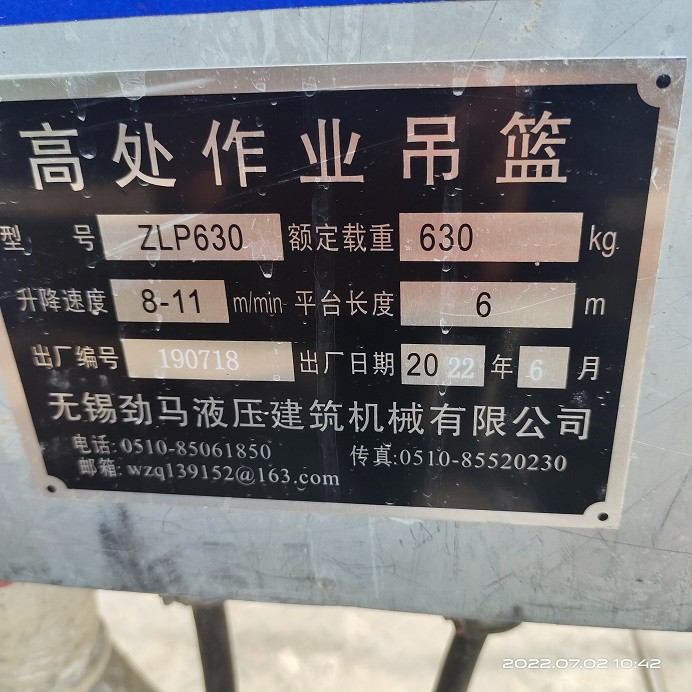 高处作业吊篮
型 号 ZLP630 额定载重 630 kg
升降速度 8-11 m/min 平台长度 6 m
出厂编号 190718 出厂日期 2022 年 6 月
无锡劲马液压建筑机械有限公司
电话:0510-85061850 传真:0510-85520230
邮箱:wzq139152@163.com
2022.07.02 10:42